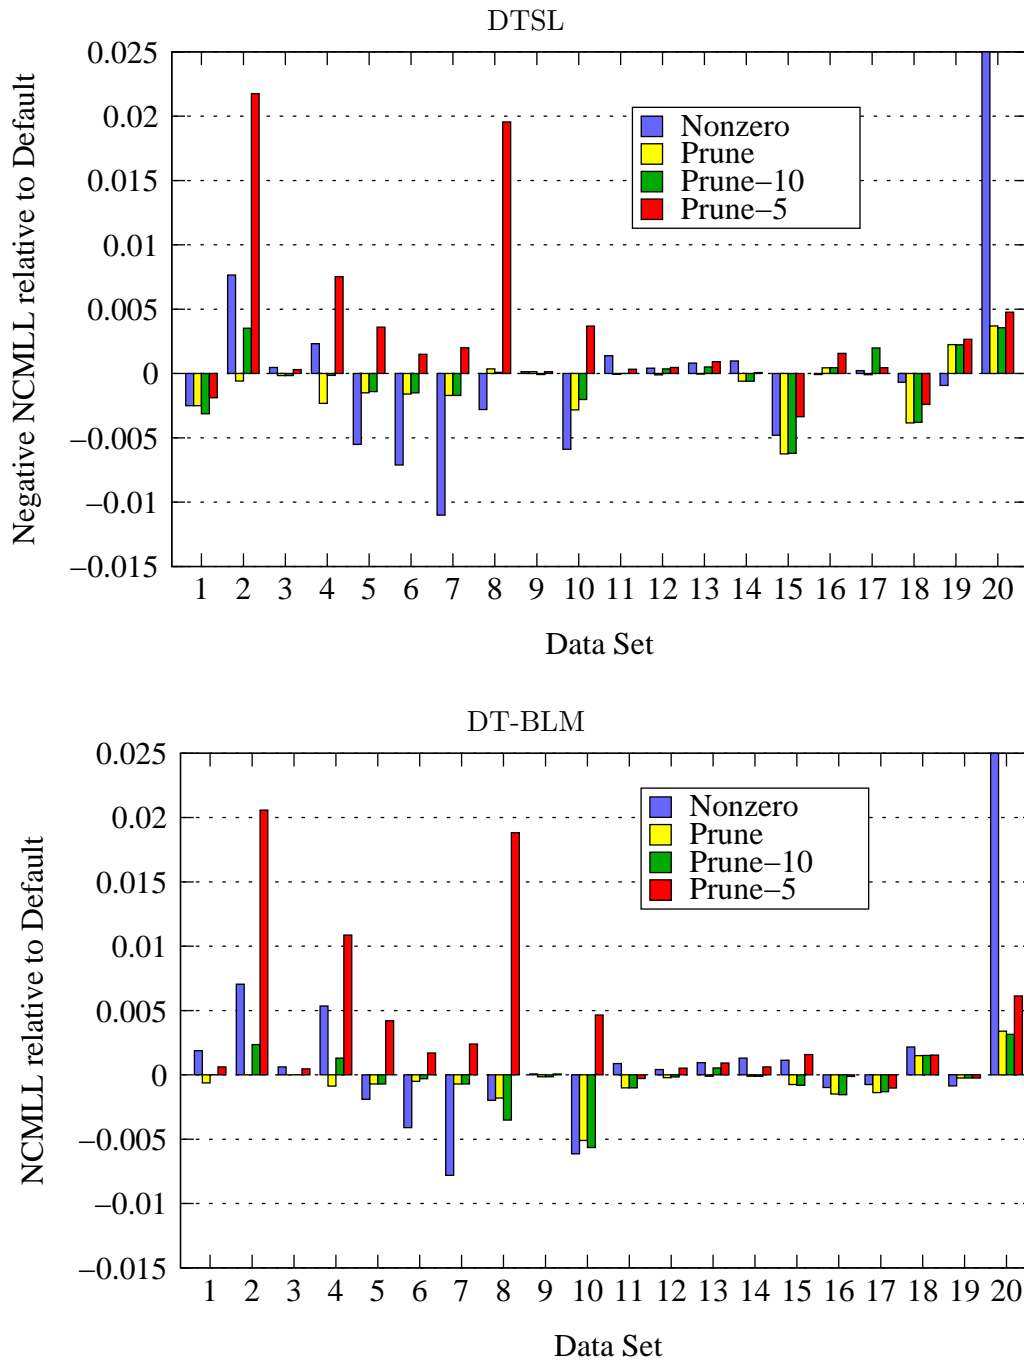 DTSL
Negative NCMLL relative to Default
0.025
0.02
0.015
0.01
0.005
0
−0.005
−0.01
−0.015
Nonzero
Prune
Prune−10
Prune−5
1 2 3 4 5 6 7 8 9 10 11 12 13 14 15 16 17 18 19 20
Data Set
DT-BLM
NCMLL relative to Default
0.025
0.02
0.015
0.01
0.005
0
−0.005
−0.01
−0.015
Nonzero
Prune
Prune−10
Prune−5
1 2 3 4 5 6 7 8 9 10 11 12 13 14 15 16 17 18 19 20
Data Set